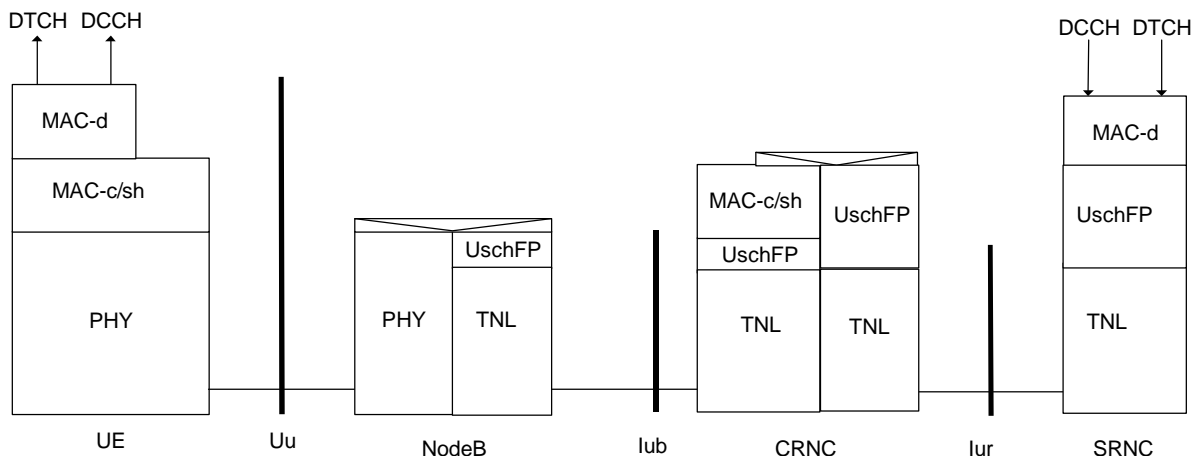 DTCH DCCH
DCCH DTCH
MAC-d
MAC-d
MAC-c/sh
MAC-c/sh
UschFP
UschFP
UschFP
UschFP
PHY
PHY
TNL
TNL
TNL
TNL
UE
Uu
NodeB
Iub
CRNC
Iur
SRNC